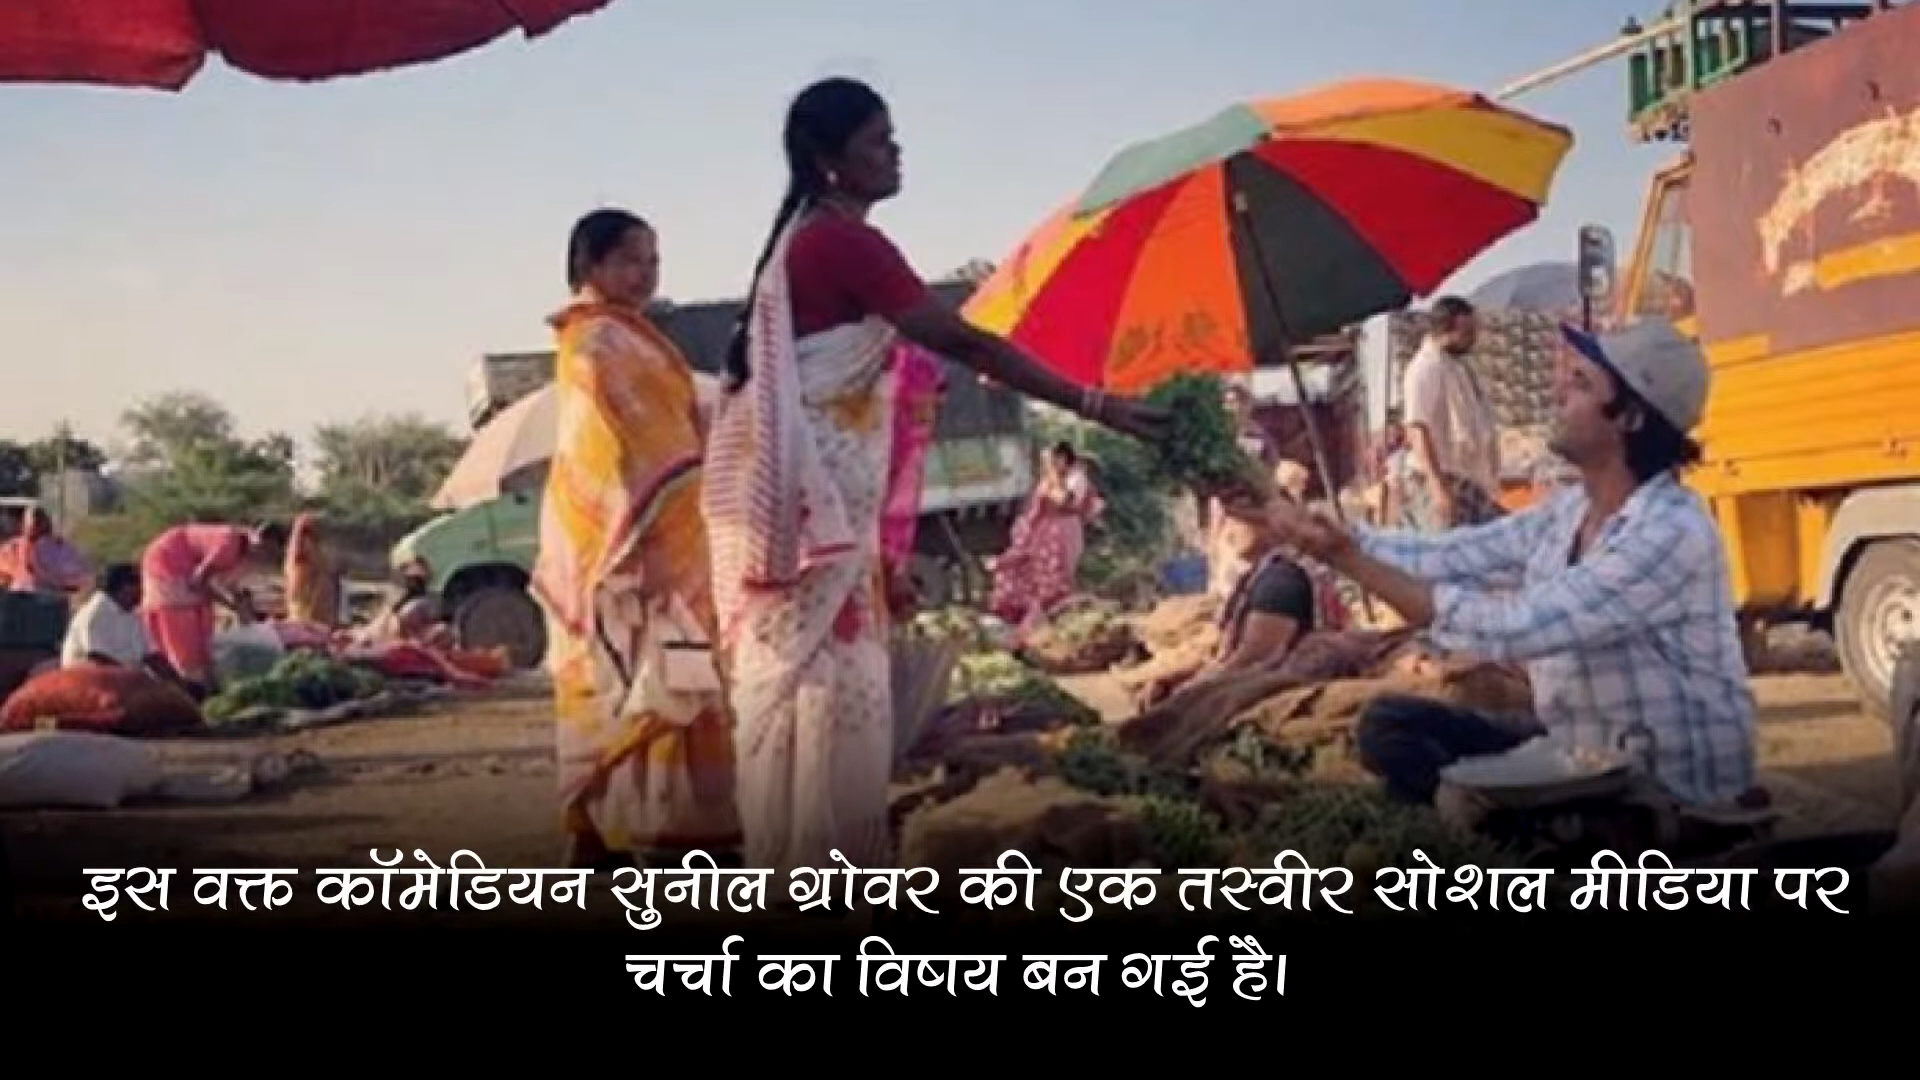 इस वक्त कॉमेडियन सुनील ग्रोवर की एक तस्वीर सोशल मीडिया पर
चर्चा का विषय बन गई है।